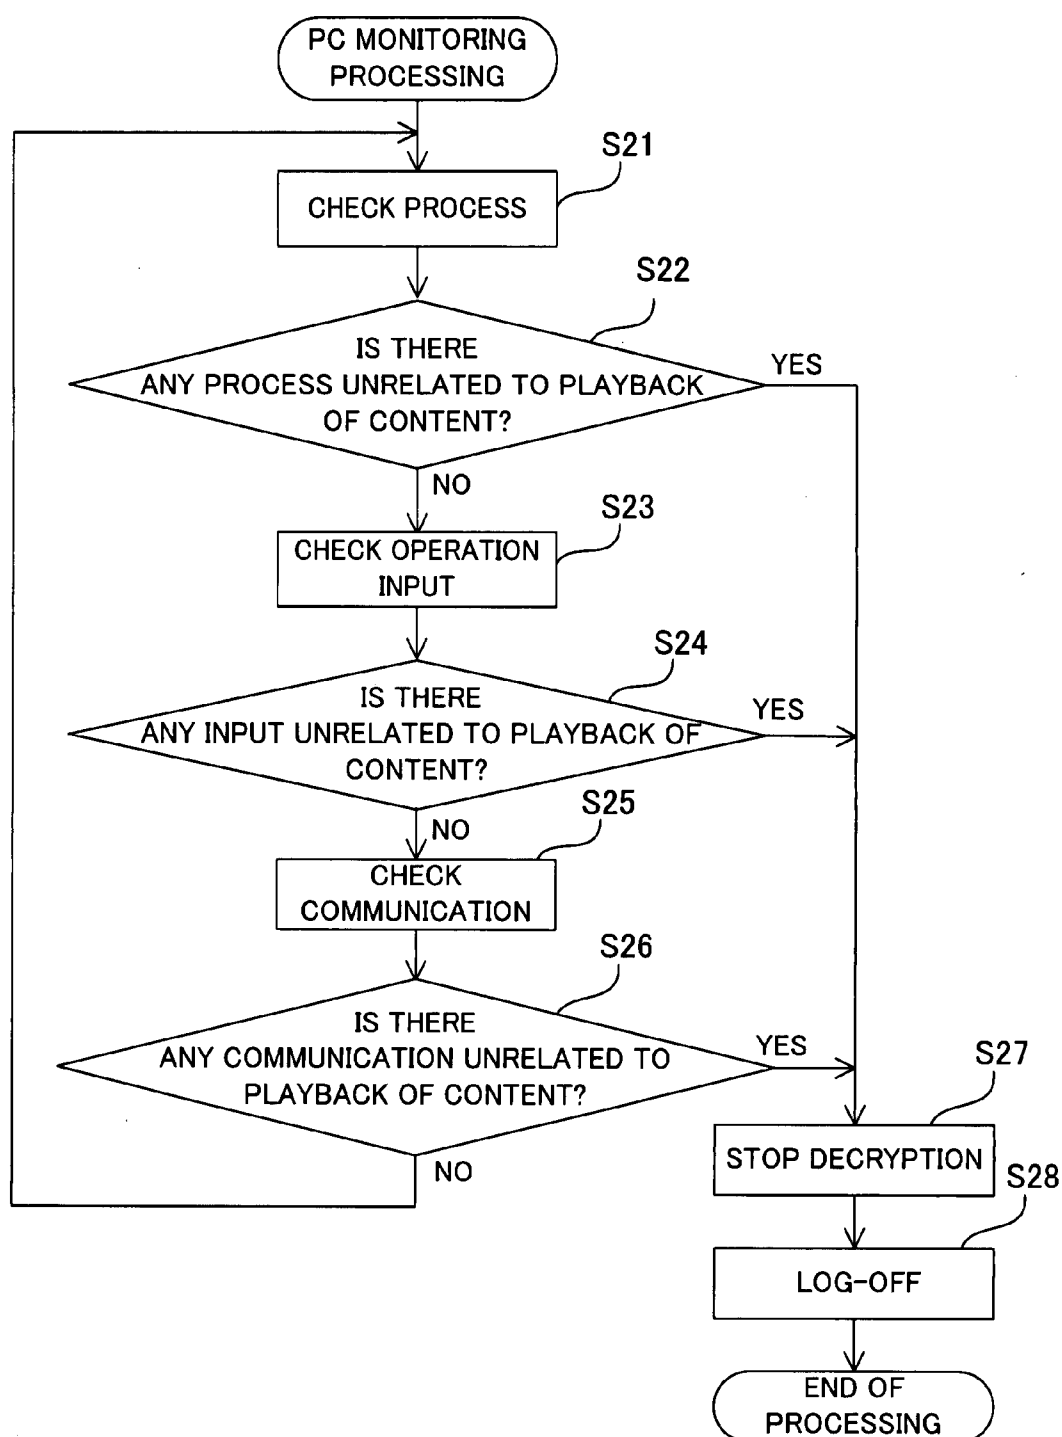 PC MONITORING
PROCESSING
S21
CHECK PROCESS
S22
IS THERE
ANY PROCESS UNRELATED TO PLAYBACK
OF CONTENT?
YES
NO
S23
CHECK OPERATION
INPUT
S24
IS THERE
ANY INPUT UNRELATED TO PLAYBACK OF
CONTENT?
YES
NO
S25
CHECK
COMMUNICATION
S26
IS THERE
ANY COMMUNICATION UNRELATED TO
PLAYBACK OF CONTENT?
YES
NO
S27
STOP DECRYPTION
S28
LOG-OFF
END OF
PROCESSING